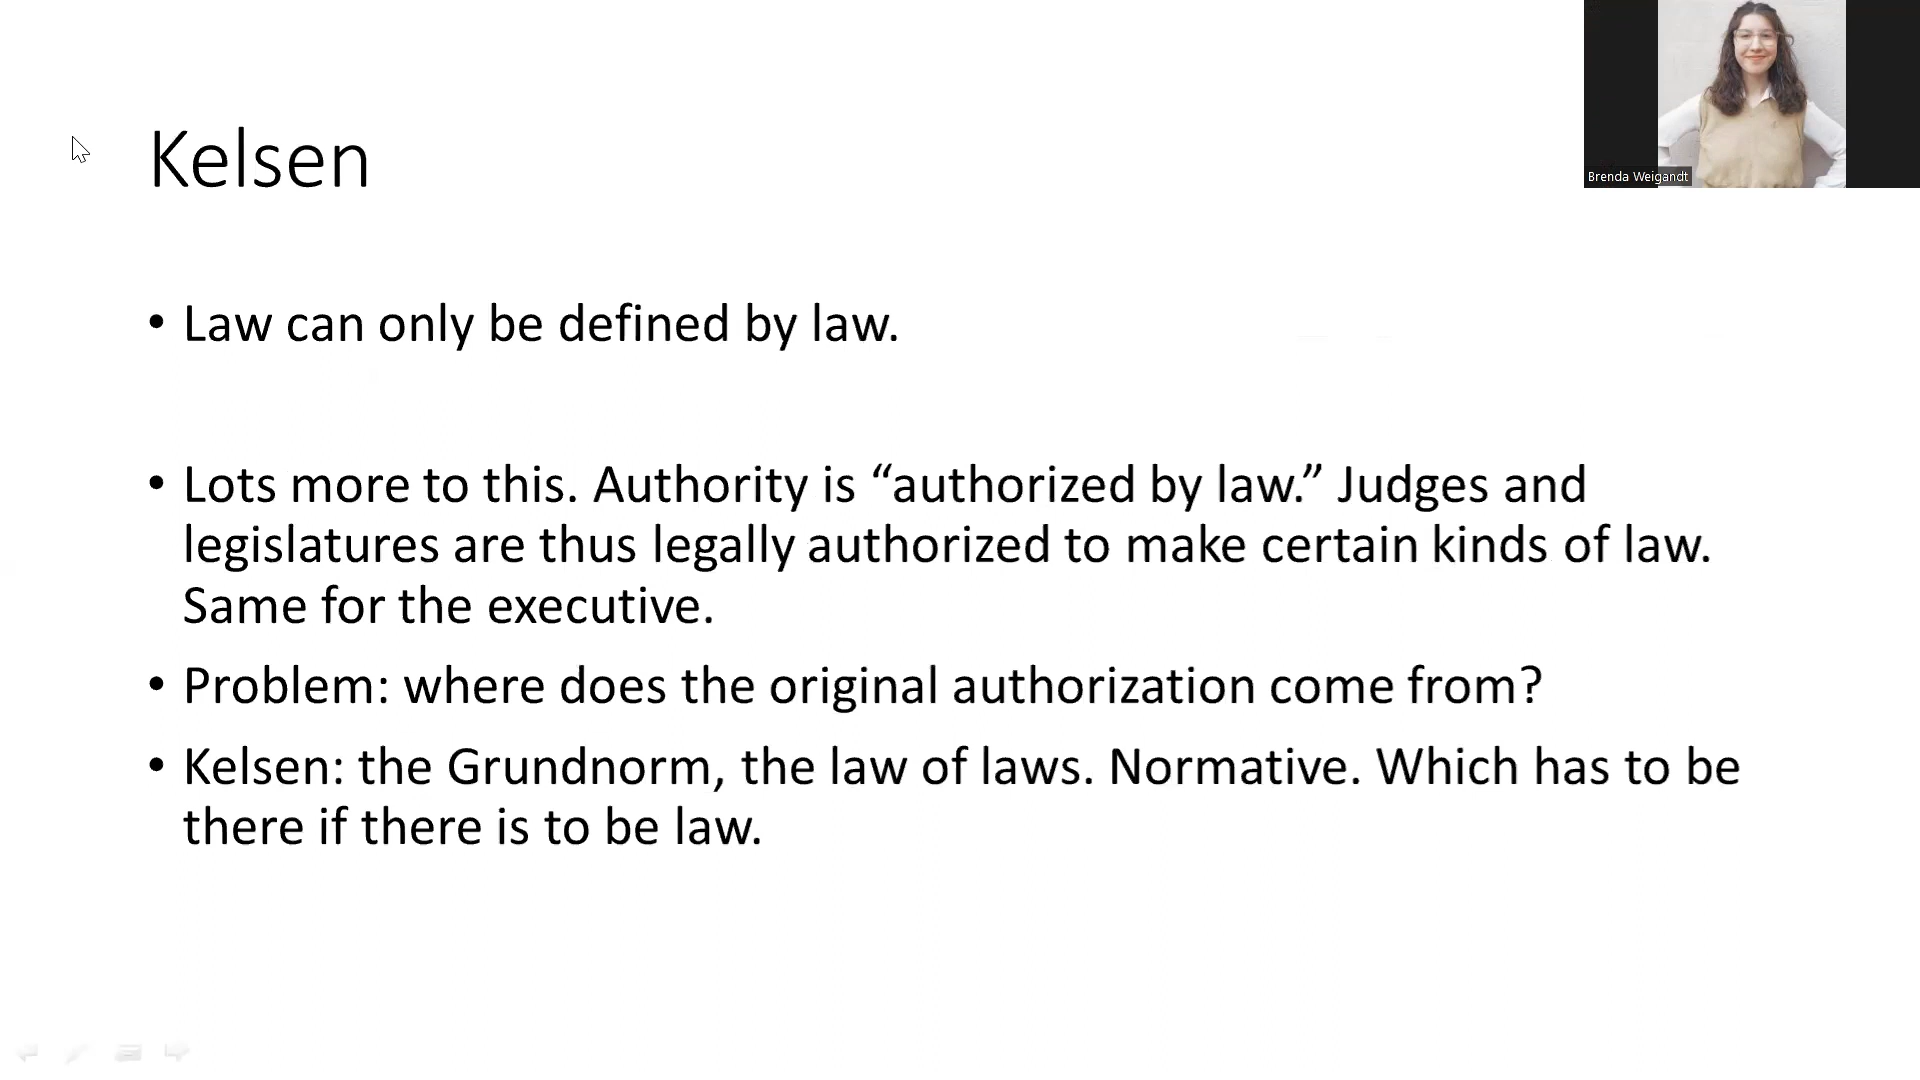 Kelsen
Brenda Weigandt
• Law can only be defined by law.
• Lots more to this. Authority is “authorized by law.” Judges and
legislatures are thus legally authorized to make certain kinds of law.
Same for the executive.
• Problem: where does the original authorization come from?
• Kelsen: the Grundnorm, the law of laws. Normative. Which has to be
there if there is to be law.